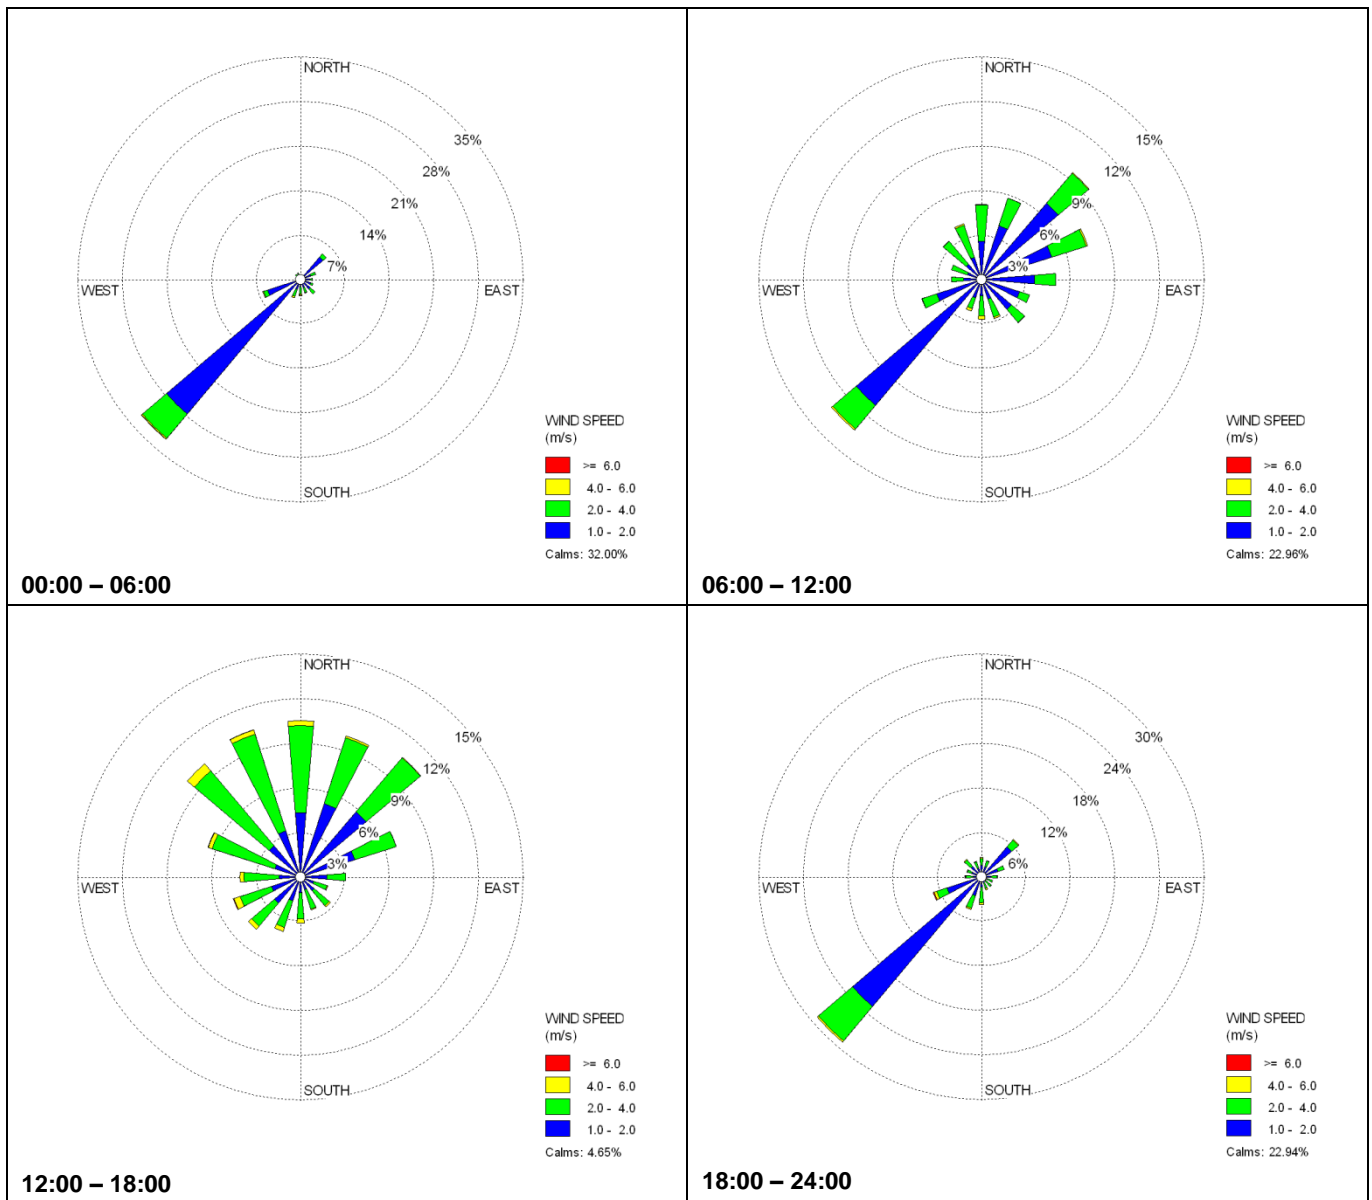 NORTH
35%
28%
21%
14%
7%
WEST
EAST
SOUTH
WIND SPEED
(m/s)
>= 6.0
4.0 - 6.0
2.0 - 4.0
1.0 - 2.0
Calms: 32.00%
00:00 – 06:00
NORTH
15%
12%
9%
6%
3%
WEST
EAST
SOUTH
WIND SPEED
(m/s)
>= 6.0
4.0 - 6.0
2.0 - 4.0
1.0 - 2.0
Calms: 22.96%
06:00 – 12:00
NORTH
15%
12%
9%
6%
3%
WEST
EAST
SOUTH
WIND SPEED
(m/s)
>= 6.0
4.0 - 6.0
2.0 - 4.0
1.0 - 2.0
Calms: 4.65%
12:00 – 18:00
NORTH
30%
24%
18%
12%
6%
WEST
EAST
SOUTH
WIND SPEED
(m/s)
>= 6.0
4.0 - 6.0
2.0 - 4.0
1.0 - 2.0
Calms: 22.94%
18:00 – 24:00